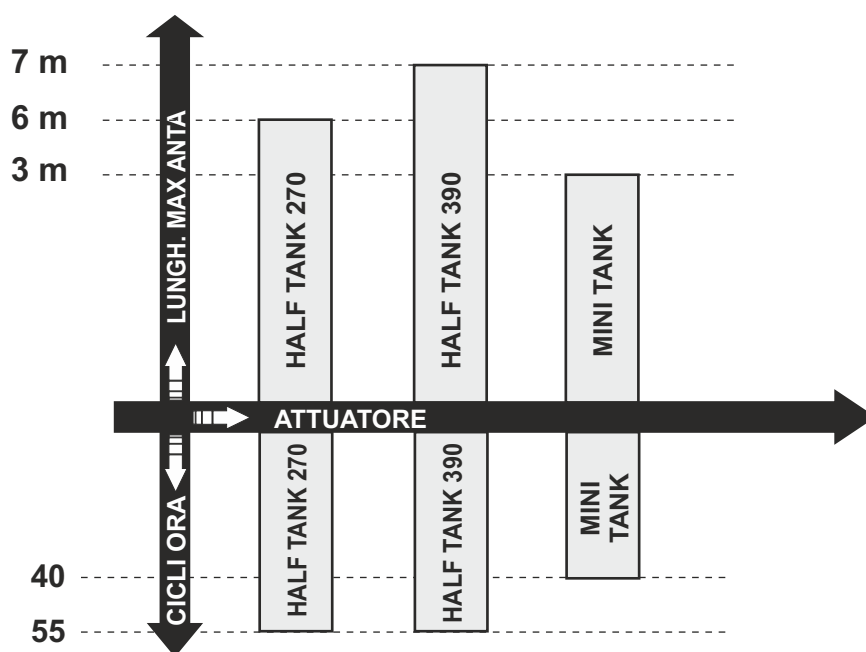 7 m
6 m
3 m
LUNGH. MAX ANTA
HALF TANK 270
HALF TANK 390
MINI TANK
ATTUATORE
CICLI ORA
HALF TANK 270
HALF TANK 390
MINI
TANK
40
55